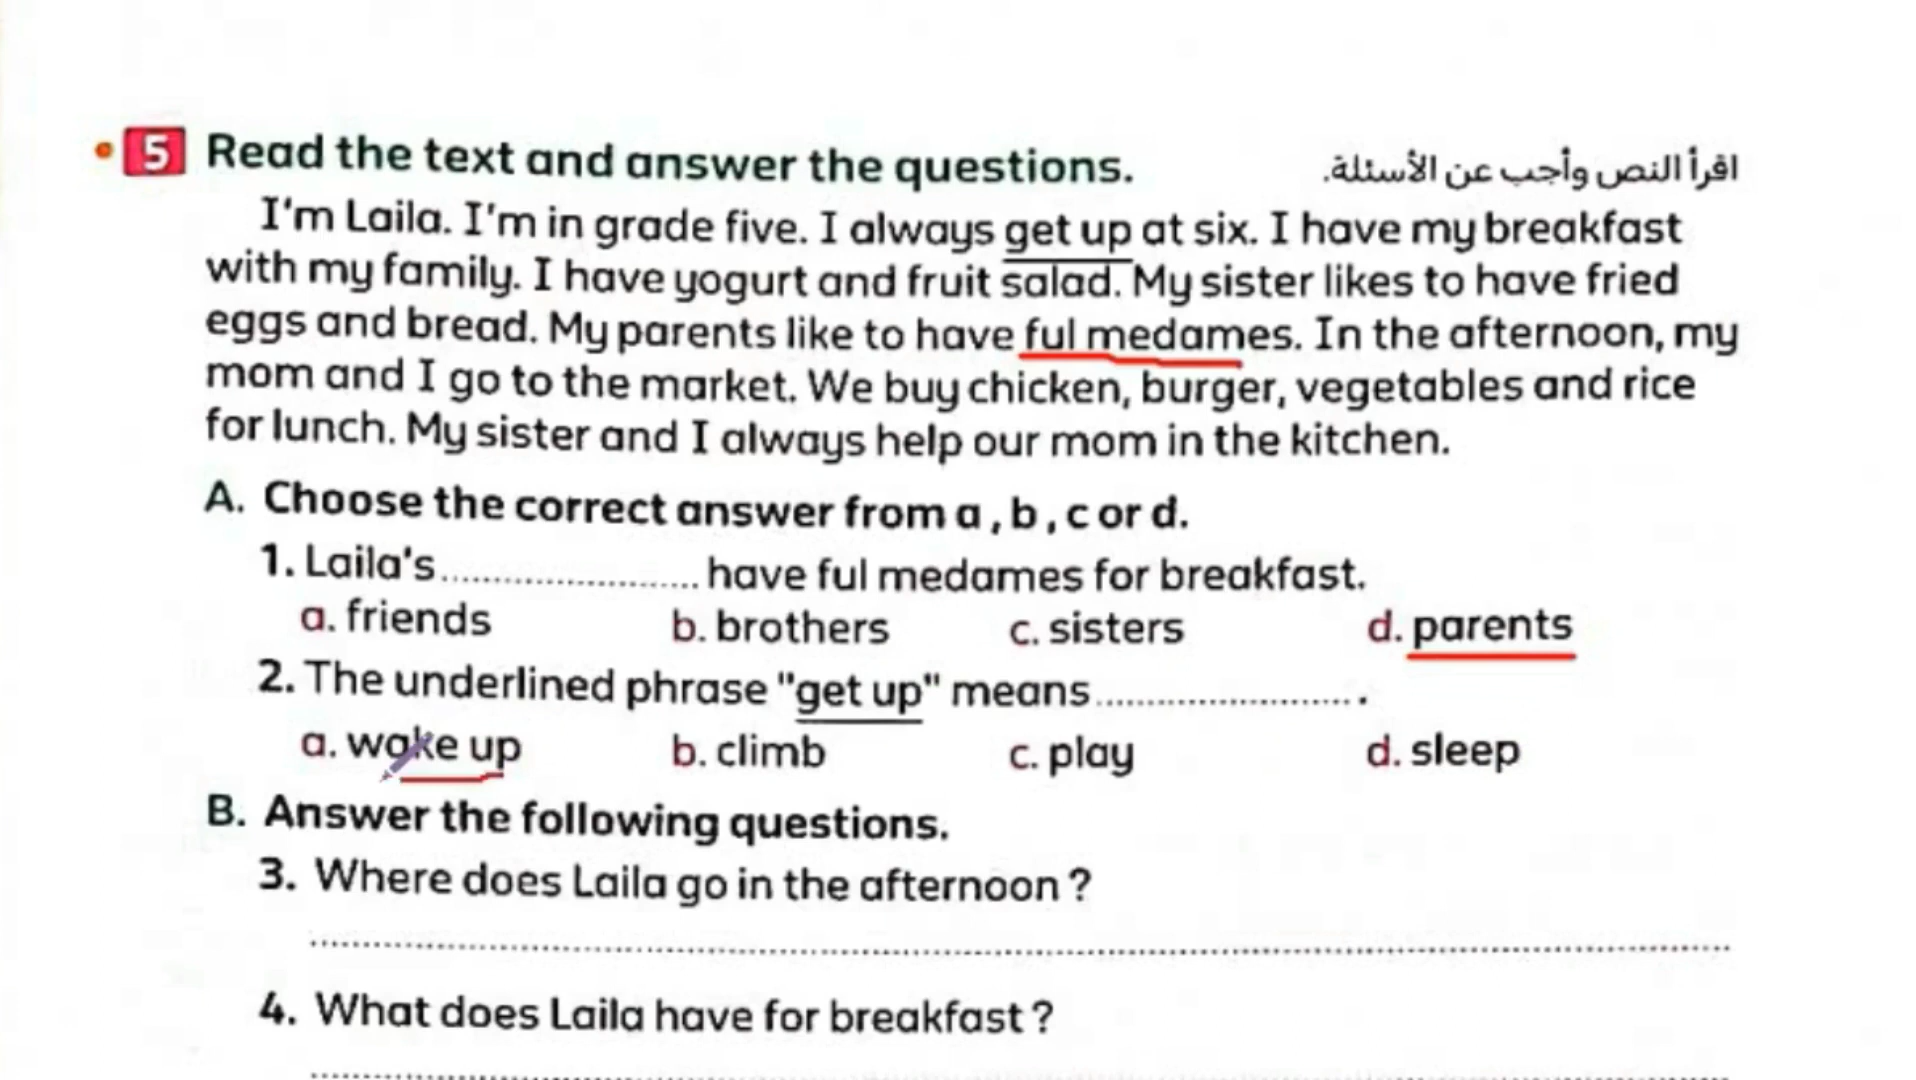 5 Read the text and answer the questions. اقرأ النص وأجب عن الأسئلة.
I'm Laila. I'm in grade five. I always get up at six. I have my breakfast
with my family. I have yogurt and fruit salad. My sister likes to have fried
eggs and bread. My parents like to have ful medames. In the afternoon, my
mom and I go to the market. We buy chicken, burger, vegetables and rice
for lunch. My sister and I always help our mom in the kitchen.
A. Choose the correct answer from a , b , c or d.
1. Laila's........................ have ful medames for breakfast.
a. friends b. brothers c. sisters d. parents
2. The underlined phrase "get up" means........................ .
a. wake up b. climb c. play d. sleep
B. Answer the following questions.
3. Where does Laila go in the afternoon ?
4. What does Laila have for breakfast ?